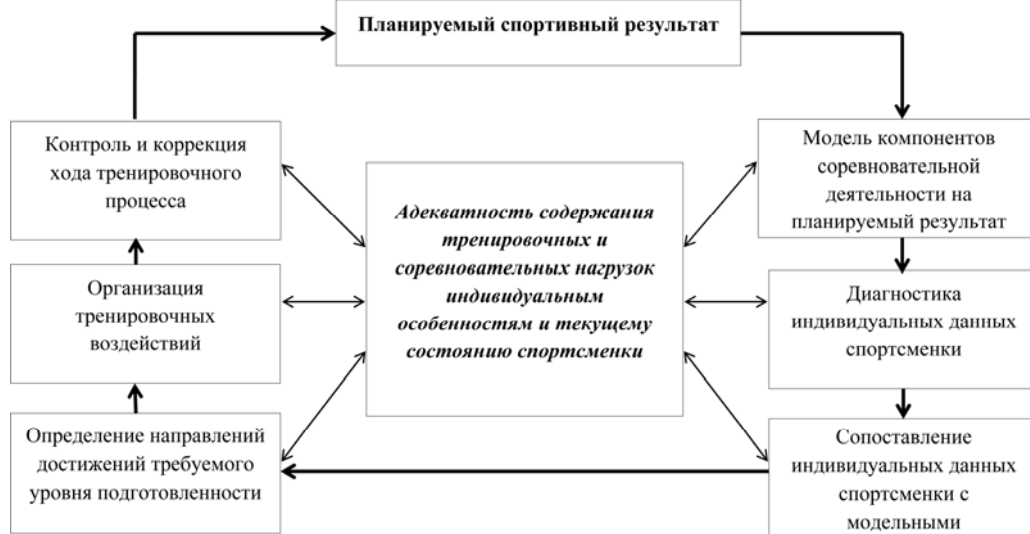 Планируемый спортивный результат
Контроль и коррекция
хода тренировочного
процесса
Модель компонентов
соревновательной
деятельности на
планируемый результат
Адекватность содержания
тренировочных и
соревновательных нагрузок
индивидуальным
особенностям и текущему
состоянию спортсменки
Организация
тренировочных
воздействий
Диагностика
индивидуальных данных
спортсменки
Определение направлений
достижений требуемого
уровня подготовленности
Сопоставление
индивидуальных данных
спортсменки с
модельными